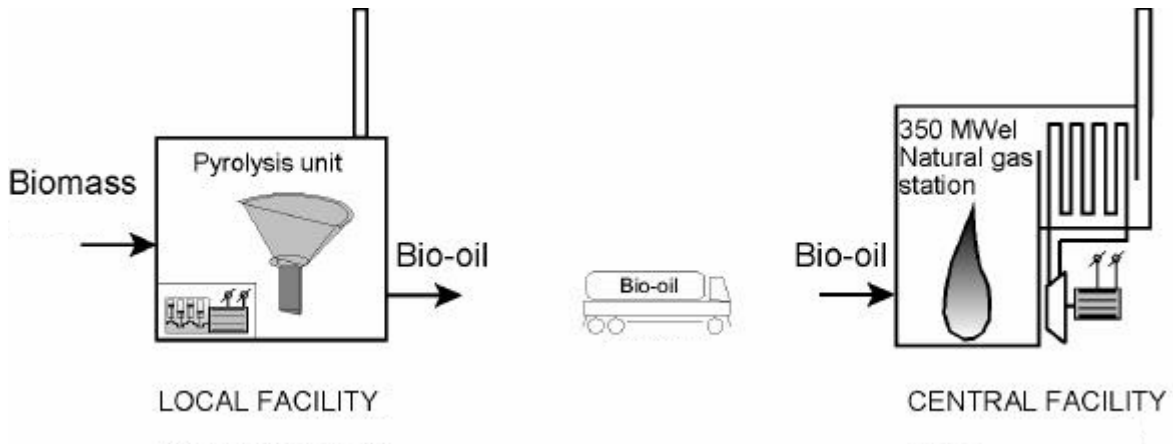 Biomass
Pyrolysis unit
Bio-oil
Bio-oil
Bio-oil
350 MWel
Natural gas
station
LOCAL FACILITY
CENTRAL FACILITY